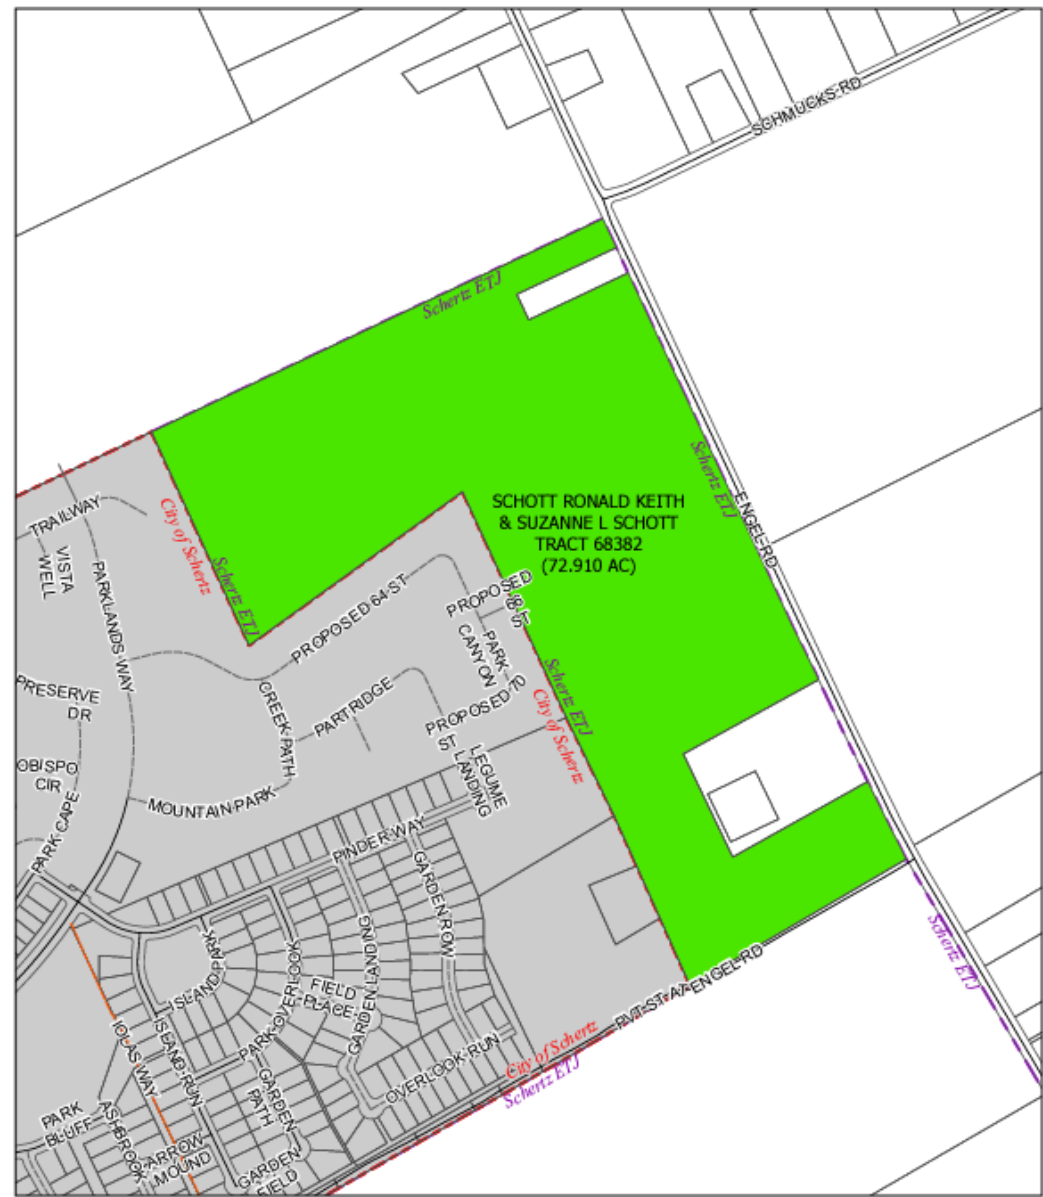 SCHMUCKS RD
Schertz ETJ
Schertz ETJ
ENGEL RD
SCHOTT RONALD KEITH
& SUZANNE L SCHOTT
TRACT 68382
(72.910 AC)
TRAILWAY
City of Schertz
Schertz ETJ
VISTA
WELL
PARKLANDS WAY
PROPOSED 64 ST
PROPOSED
ST
PARK
CANYON
PRESERVE
DR
CREEK PATH
PARTRIDGE
PROPOSED 70
ST
Schertz ETJ
City of Schertz
LEGUME
LANDING
OBISPO
CIR
PARK CAPE
MOUNTAIN PARK
PINDER WAY
GARDEN ROW
GARDEN LANDING
ISLAND PARK
PARK OVERLOOK
FIELD
PLACE
PVT ST A7 ENGEL RD
Schertz ETJ
IOLAS WAY
ISLAND RUN
OVERLOOK RUN
City of Schertz
Schertz ETJ
PARK
BLUFF
ASHBROOK
ARROW
MOUND
GARDEN
PATH
GARDEN
FIELD